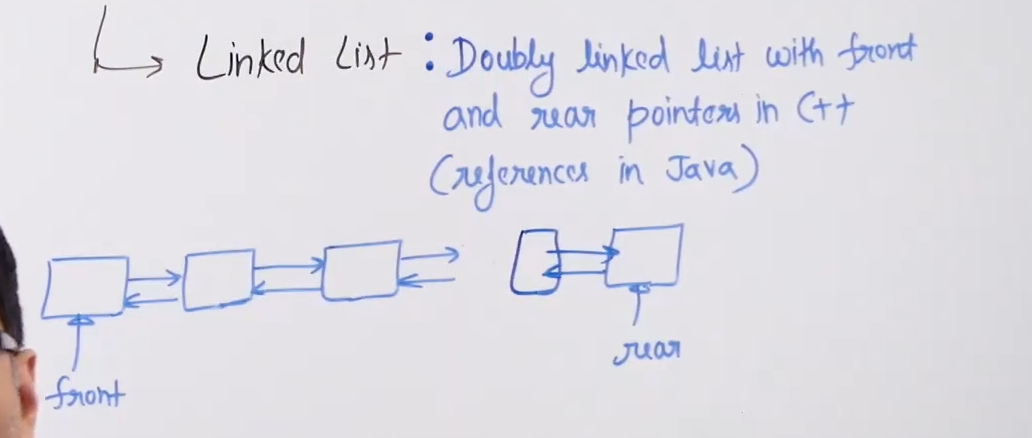 Linked List : Doubly linked list with front
and rear pointers in C++
(references in Java)
front
rear